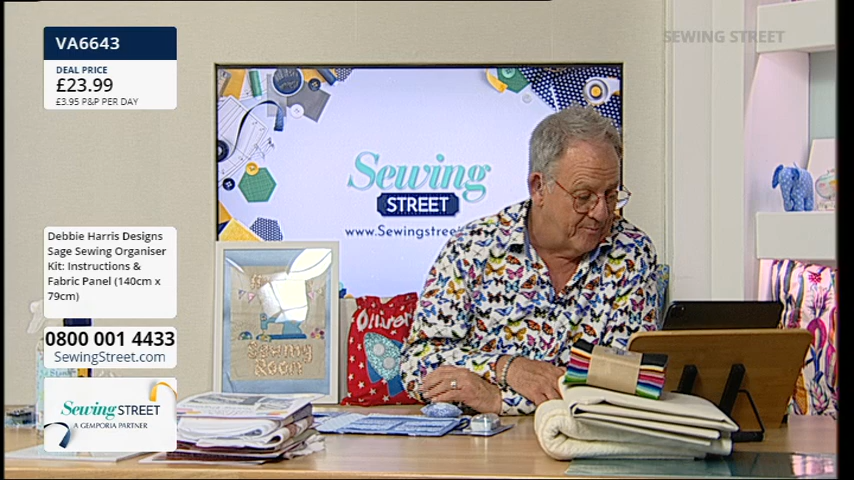 VA6643
DEAL PRICE
£23.99
£3.95 P&P PER DAY
SEWING STREET
Sewing
STREET
www.Sewingstree
Debbie Harris Designs
Sage Sewing Organiser
Kit: Instructions &
Fabric Panel (140cm x
79cm)
0800 001 4433
SewingStreet.com
Sewing STREET
A GEMPORIA PARTNER
Oliver
Sewing
Room